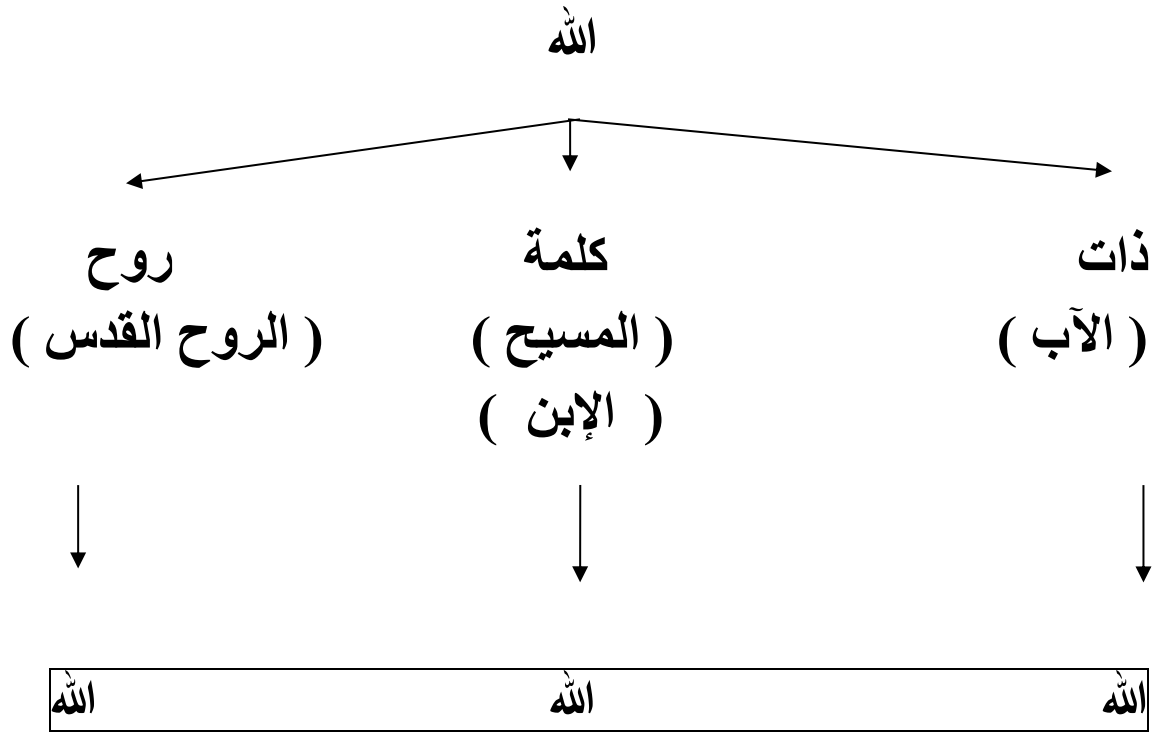 الله
ذات كلمة روح
( الآب ) ( المسيح ) ( الروح القدس )
( الإبن )
الله الله الله